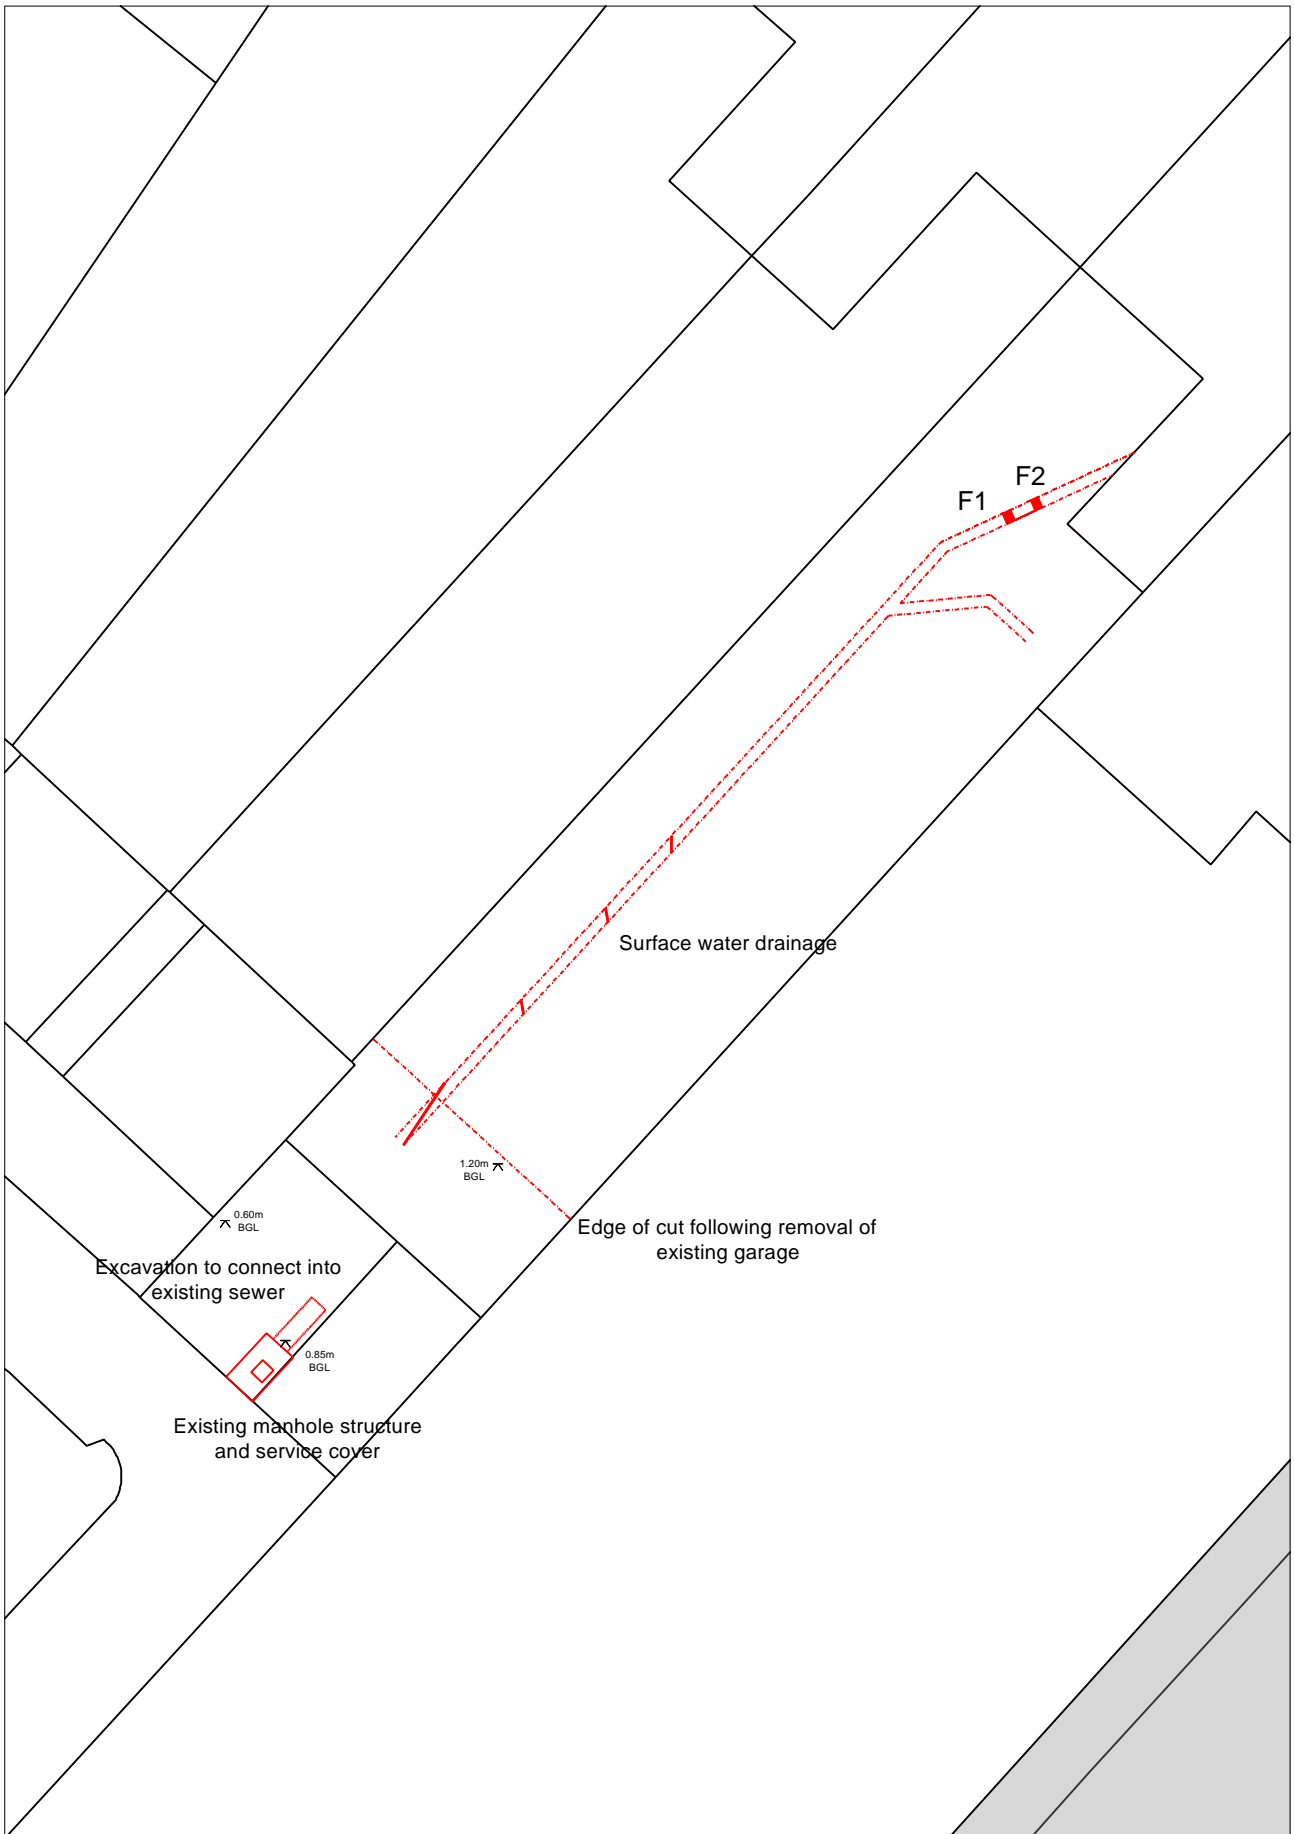 F2
F1
Surface water drainage
1.20m
BGL
0.60m
BGL
Edge of cut following removal of
existing garage
Excavation to connect into
existing sewer
0.85m
BGL
Existing manhole structure
and service cover